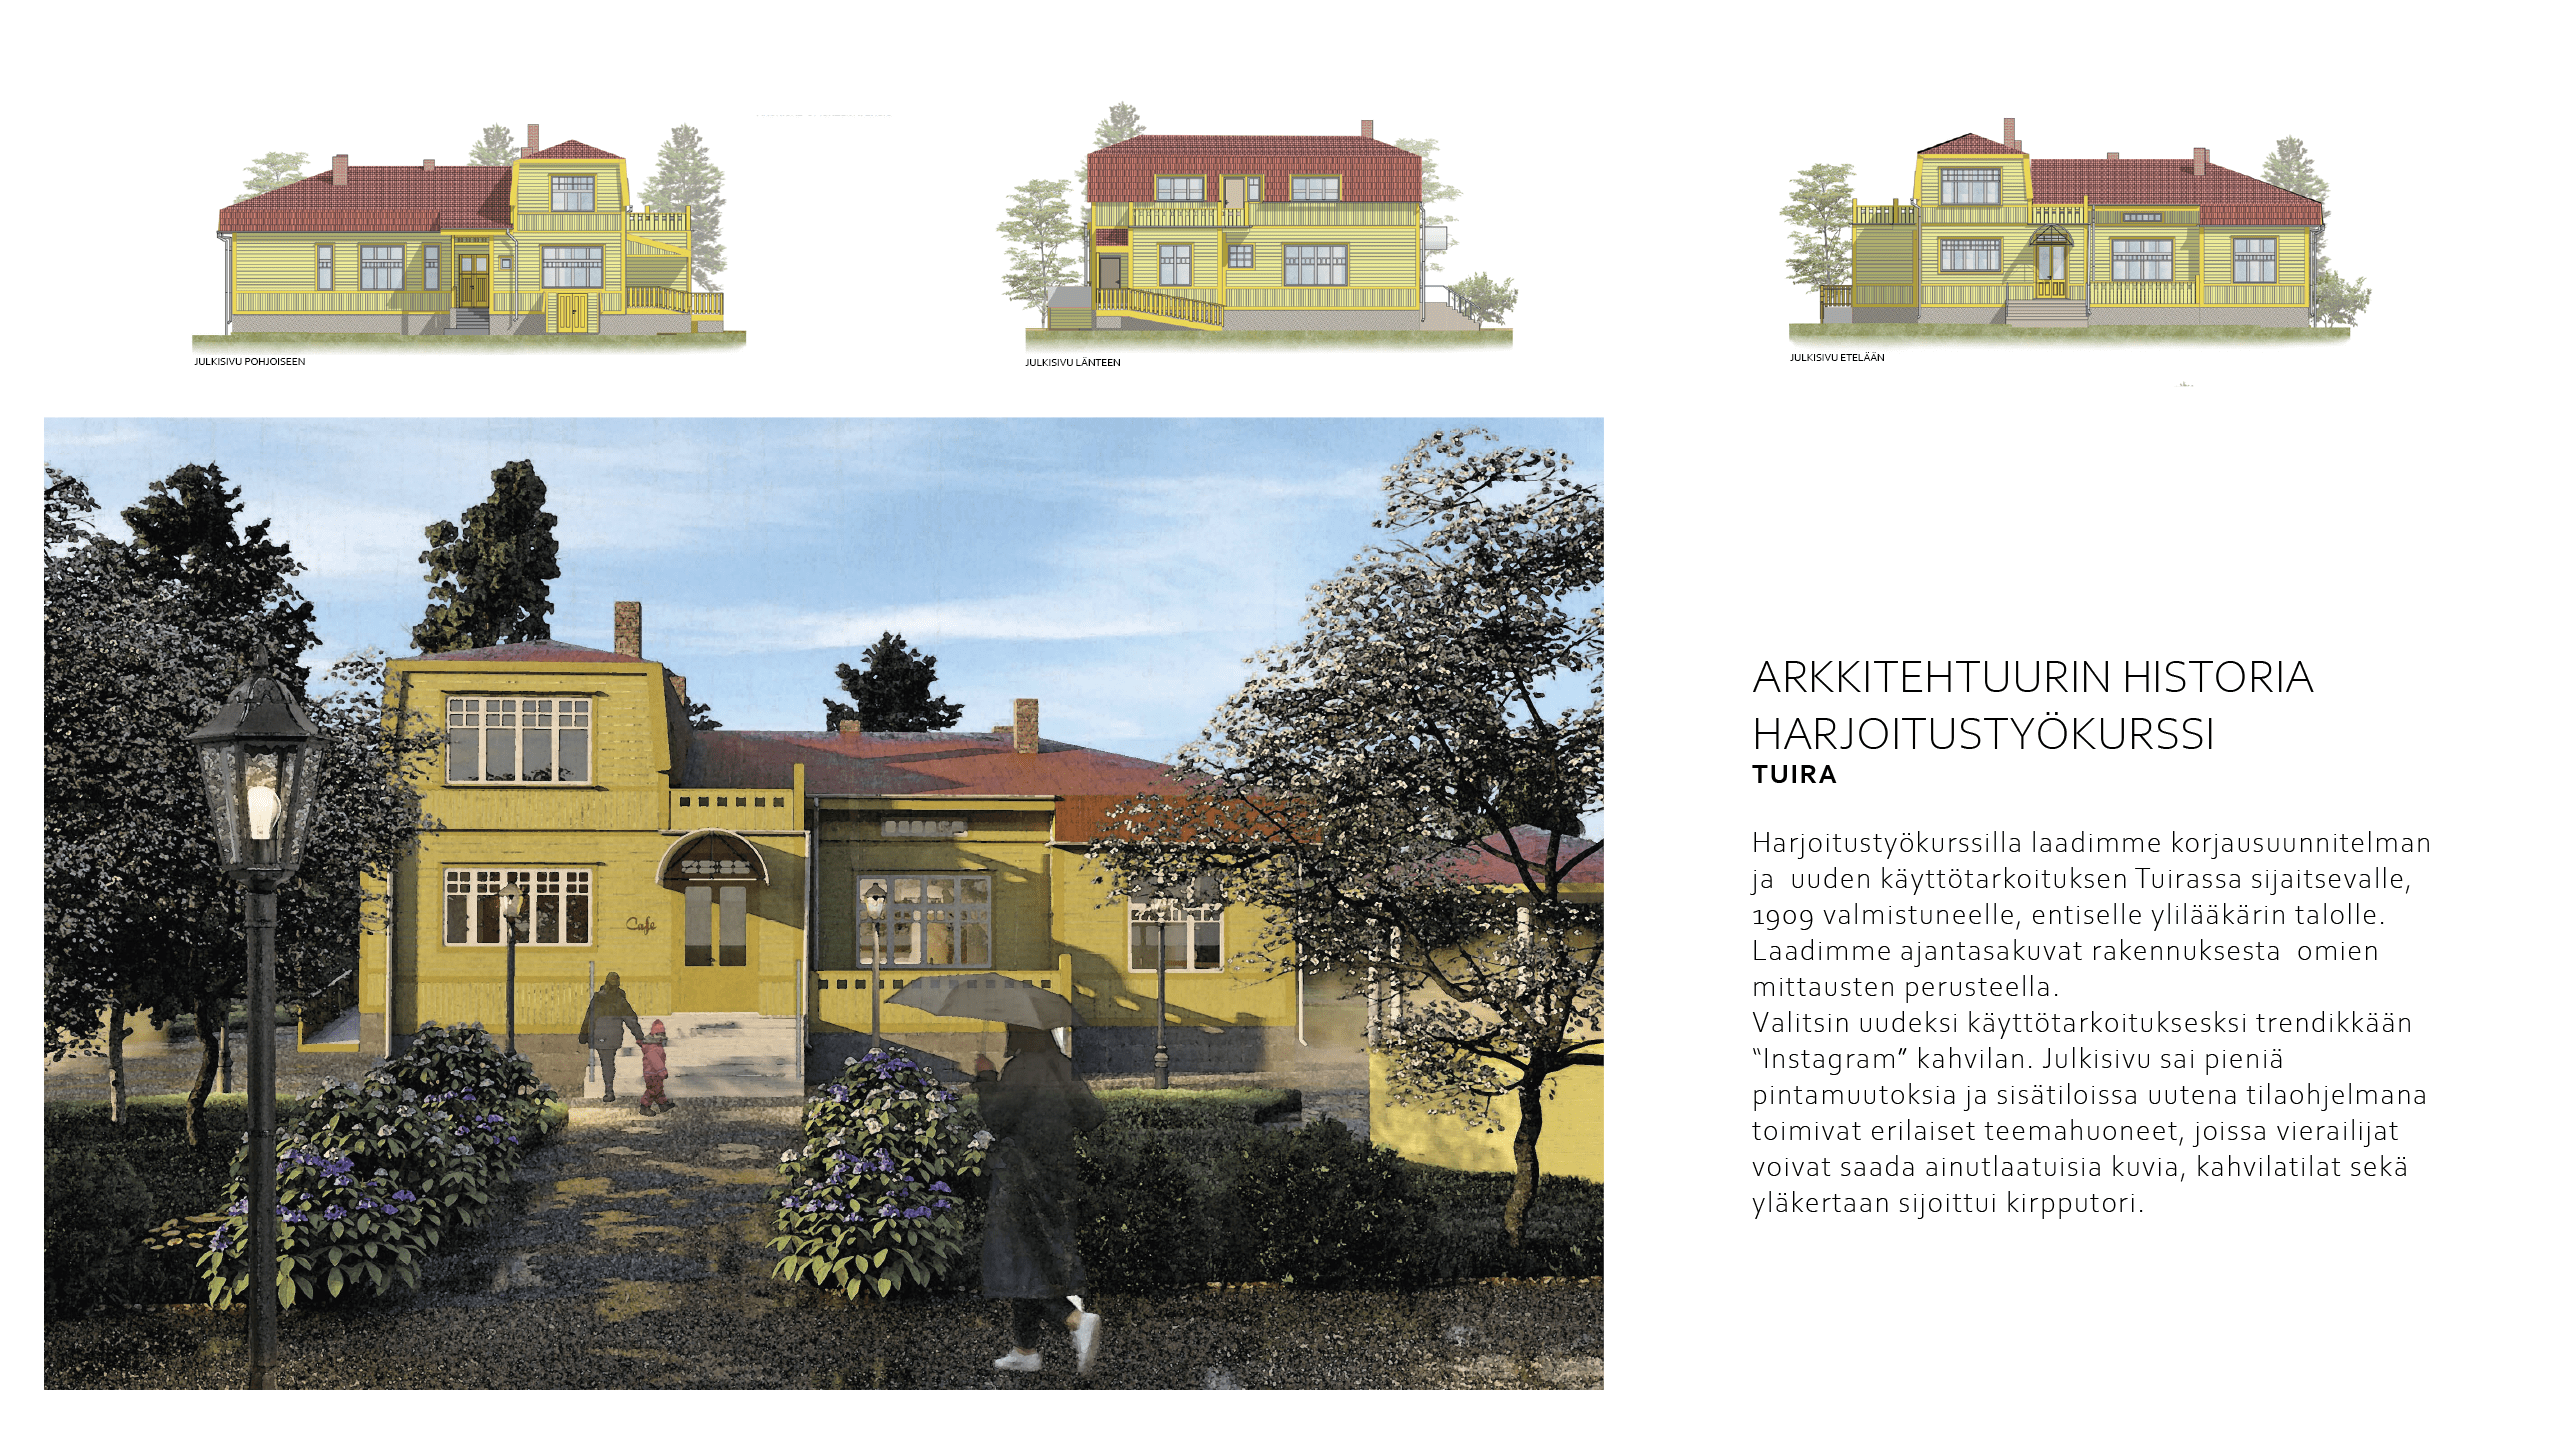 JULKISIVU POHJOISEEN
JULKISIVU LÄNTEEN
JULKISIVU ETELÄÄN
Cafe
ARKKITEHTUURIN HISTORIA
HARJOITUSTYÖKURSSI
TUIRA
Harjoitustyökurssilla laadimme korjausuunnitelman
ja uuden käyttötarkoituksen Tuirassa sijaitsevalle,
1909 valmistuneelle, entiselle ylilääkärin talolle.
Laadimme ajantasakuvat rakennuksesta omien
mittausten perusteella.
Valitsin uudeksi käyttötarkoituksesksi trendikkään
“Instagram” kahvilan. Julkisivu sai pieniä
pintamuutoksia ja sisätiloissa uutena tilaohjelmana
toimivat erilaiset teemahuoneet, joissa vierailijat
voivat saada ainutlaatuisia kuvia, kahvilatilat sekä
yläkertaan sijoittui kirpputori.